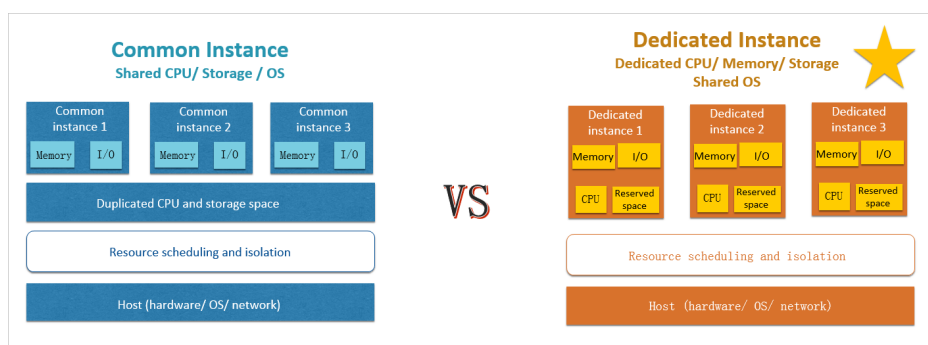 Common Instance
Shared CPU/ Storage / OS
Common
instance 1
Memory
I/O
Common
instance 2
Memory
I/O
Common
instance 3
Memory
I/O
Duplicated CPU and storage space
Resource scheduling and isolation
Host (hardware/ OS/ network)
VS
Dedicated Instance
Dedicated CPU/ Memory/ Storage
Shared OS
Dedicated
instance 1
Memory
I/O
CPU
Reserved
space
Dedicated
instance 2
Memory
I/O
CPU
Reserved
space
Dedicated
instance 3
Memory
I/O
CPU
Reserved
space
Resource scheduling and isolation
Host (hardware/ OS/ network)